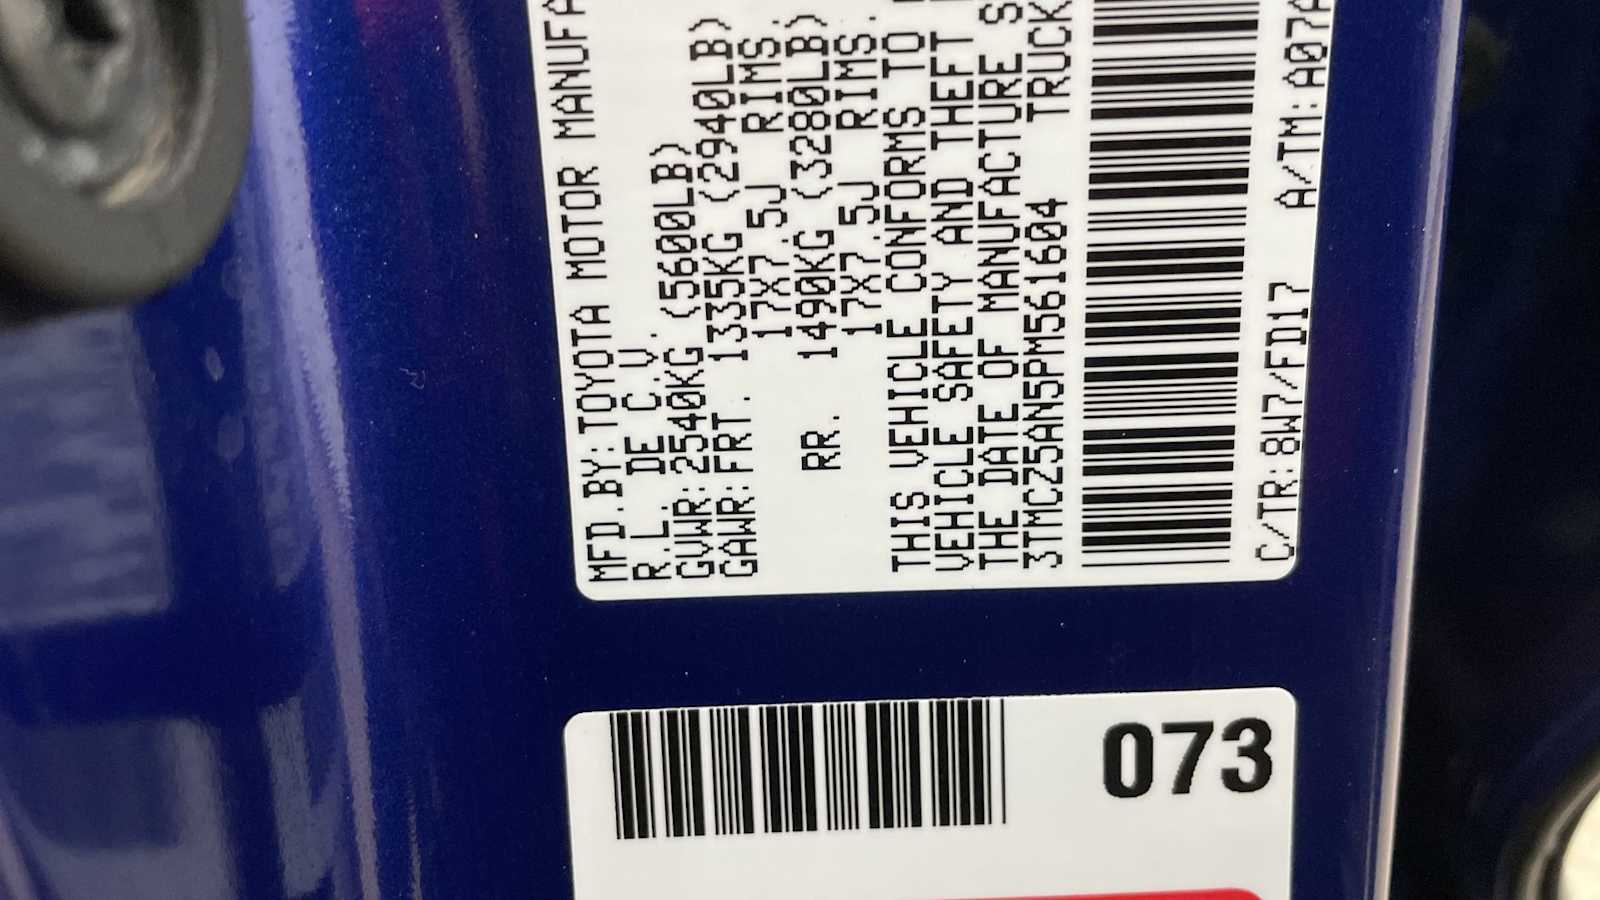 MFD.BY:TOYOTA MOTOR
R.L. DE C.V.
GVWR:2540KG (5600LB)
GAWR:FRT. 1335KG (2940LB)
17X7.5J RIMS.
RR. 1490KG (3280LB)
17X7.5J RIMS.
THIS VEHICLE CONFORMS TO
VEHICLE SAFETY AND THEFT
THE DATE OF MANUFACTURE
3TMCZ5AN5PM561604 TRUCK
C/TR:8W7/FD17 A/TM:
073